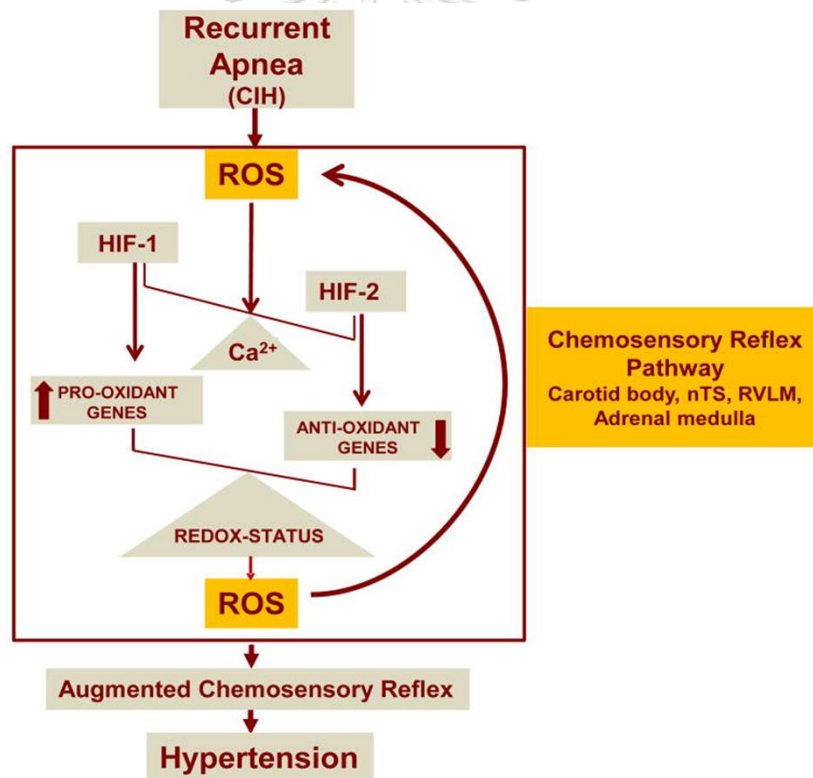 Recurrent
Apnea
(CIH)
ROS
HIF-1
HIF-2
Ca²⁺
PRO-OXIDANT
GENES
ANTI-OXIDANT
GENES
REDOX-STATUS
ROS
Chemosensory Reflex
Pathway
Carotid body, nTS, RVLM,
Adrenal medulla
Augmented Chemosensory Reflex
Hypertension